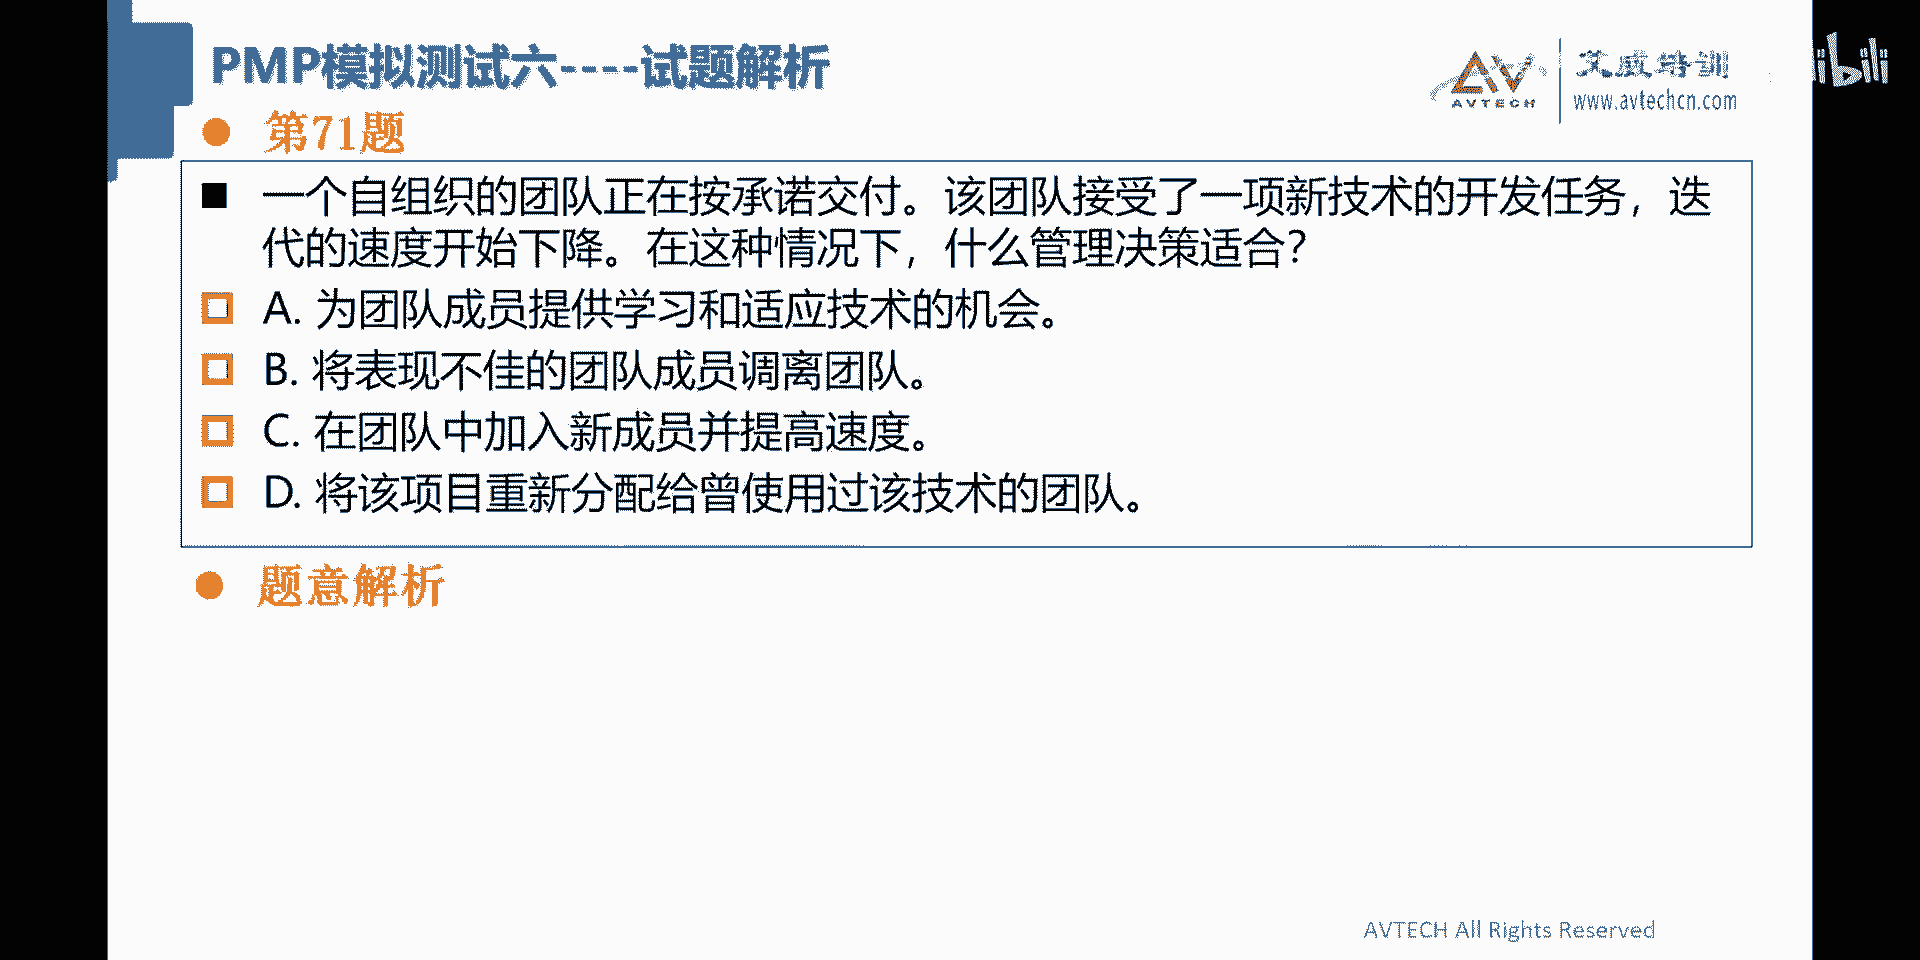 PMP模拟测试六----试题解析
AVTECH
艾威培训
www.avtechcn.com
第71题
一个自组织的团队正在按承诺交付。该团队接受了一项新技术的开发任务，迭
代的速度开始下降。在这种情况下，什么管理决策适合？
A. 为团队成员提供学习和适应技术的机会。
B. 将表现不佳的团队成员调离团队。
C. 在团队中加入新成员并提高速度。
D. 将该项目重新分配给曾使用过该技术的团队。
题意解析
AVTECH All Rights Reserved